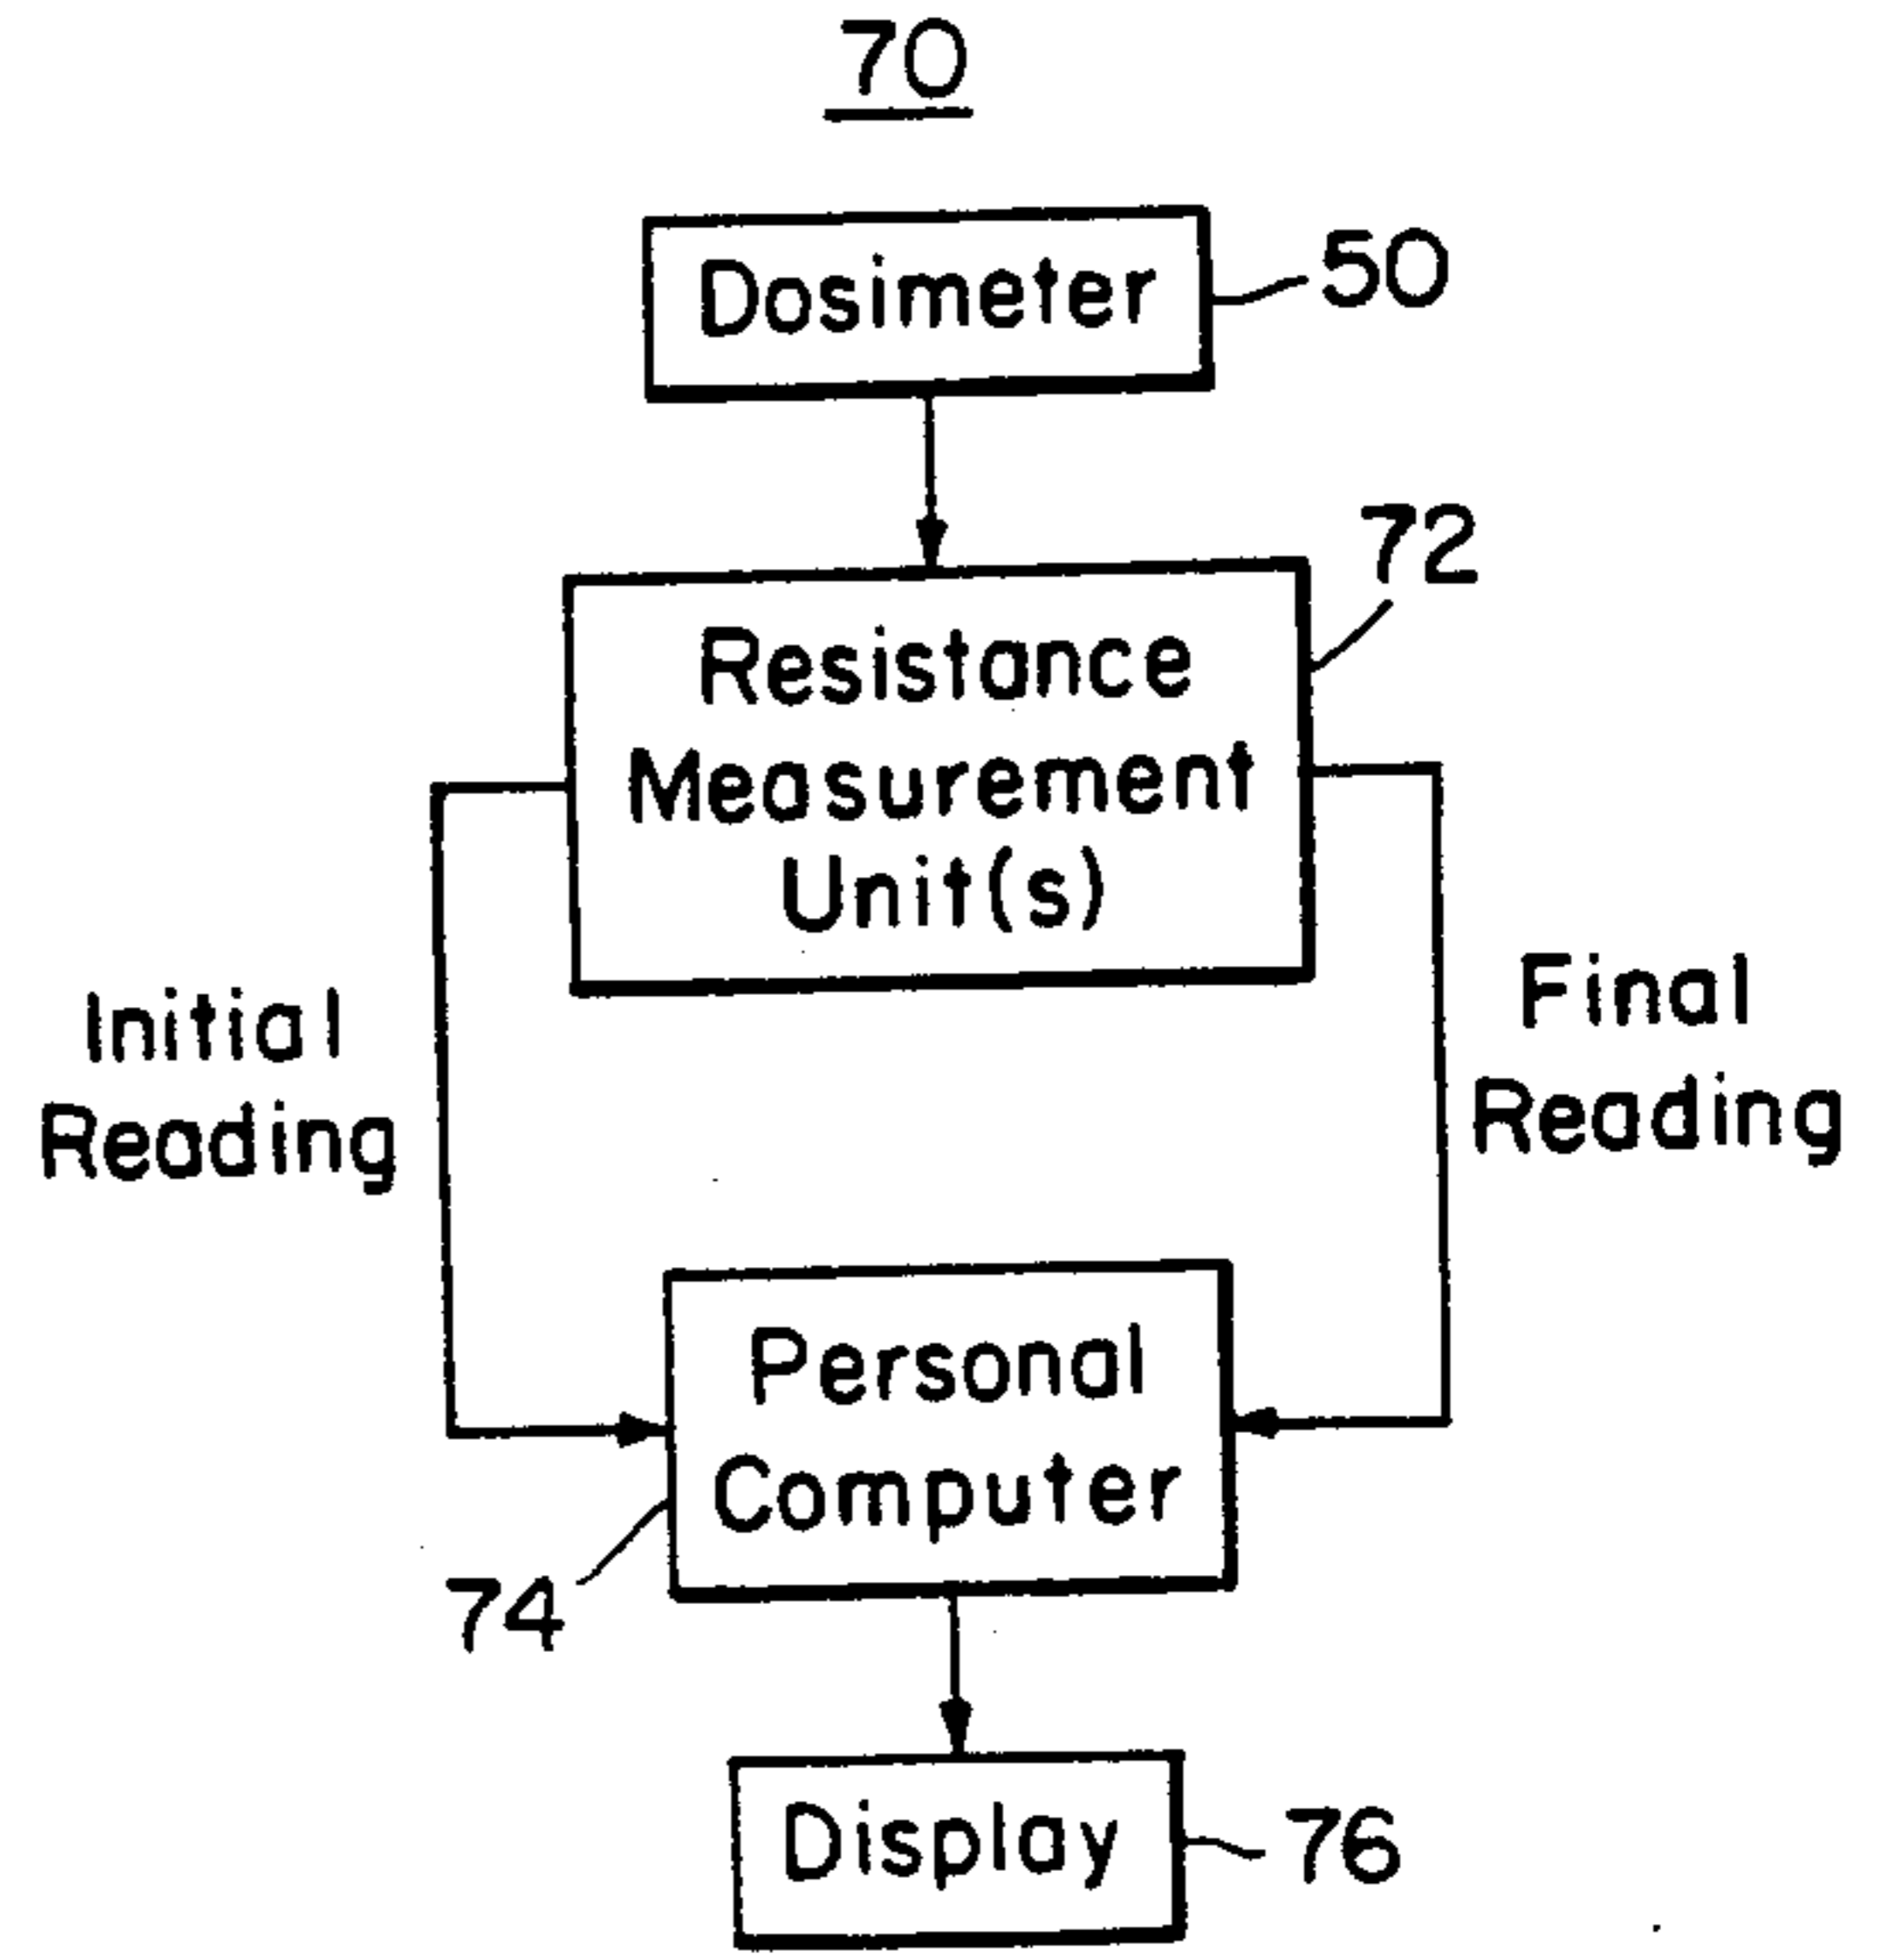 70
Dosimeter
50
72
Resistance
Measurement
Unit(s)
Initial
Reading
Final
Reading
Personal
Computer
74
Display
76